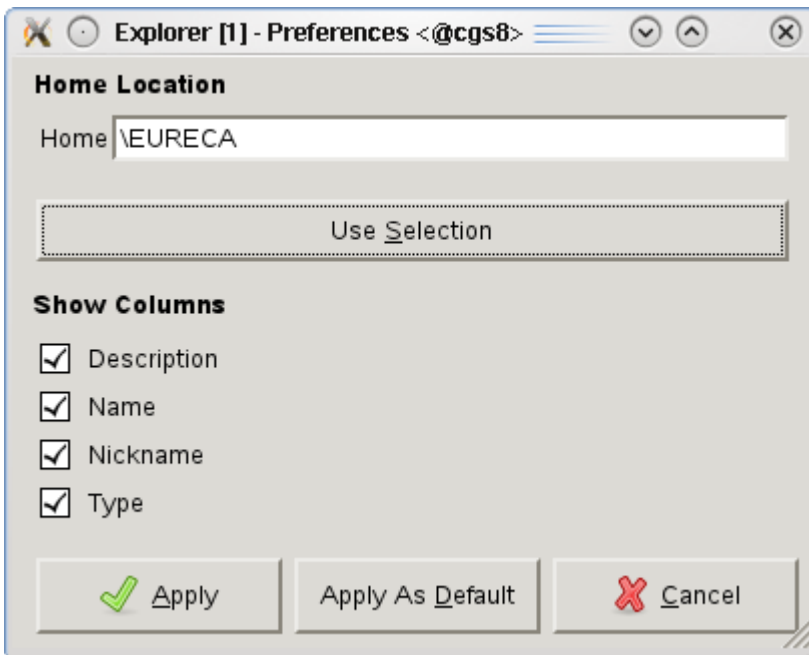 Explorer [1] - Preferences <@cgs8>
Home Location
Home \EURECA
Use Selection
Show Columns
Description
Name
Nickname
Type
Apply Apply As Default Cancel